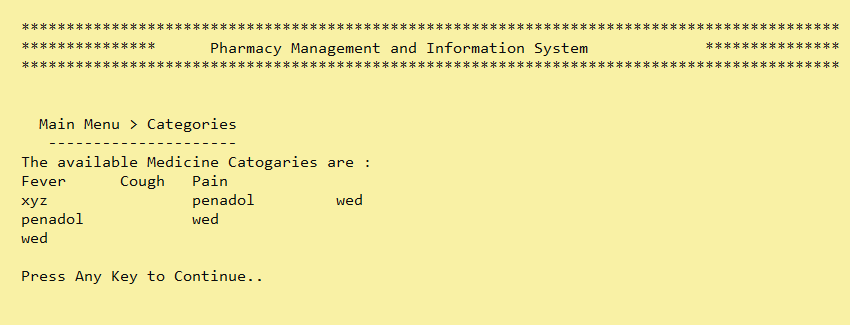 *******************************************************************************************
***************      Pharmacy Management and Information System             ***************
*******************************************************************************************
Main Menu > Categories
---------------------
The available Medicine Catogaries are :
Fever      Cough   Pain
xyz                penadol         wed
penadol            wed
wed
Press Any Key to Continue..